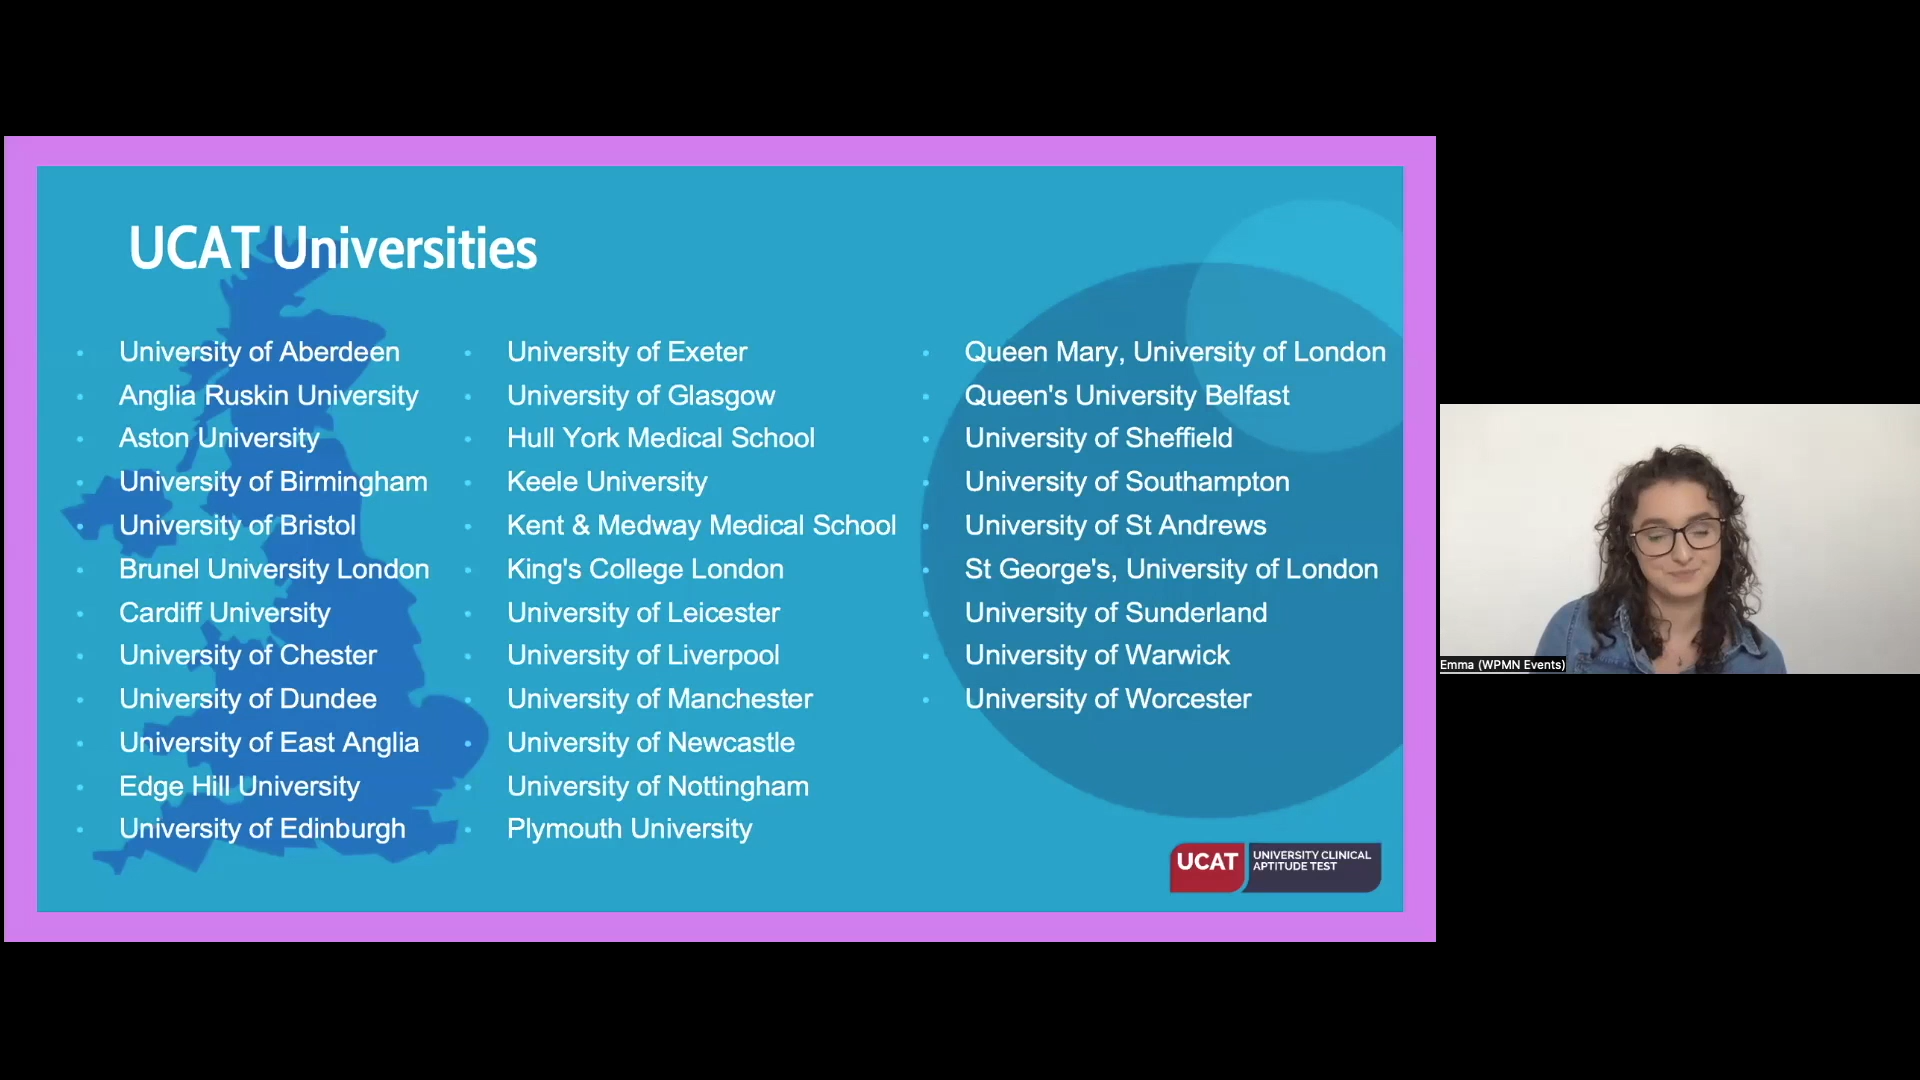 UCAT Universities
University of Aberdeen
Anglia Ruskin University
Aston University
University of Birmingham
University of Bristol
Brunel University London
Cardiff University
University of Chester
University of Dundee
University of East Anglia
Edge Hill University
University of Edinburgh
University of Exeter
University of Glasgow
Hull York Medical School
Keele University
Kent & Medway Medical School
King's College London
University of Leicester
University of Liverpool
University of Manchester
University of Newcastle
University of Nottingham
Plymouth University
Queen Mary, University of London
Queen's University Belfast
University of Sheffield
University of Southampton
University of St Andrews
St George's, University of London
University of Sunderland
University of Warwick
University of Worcester
UCAT
UNIVERSITY CLINICAL
APTITUDE TEST
Emma (WPMN Events)